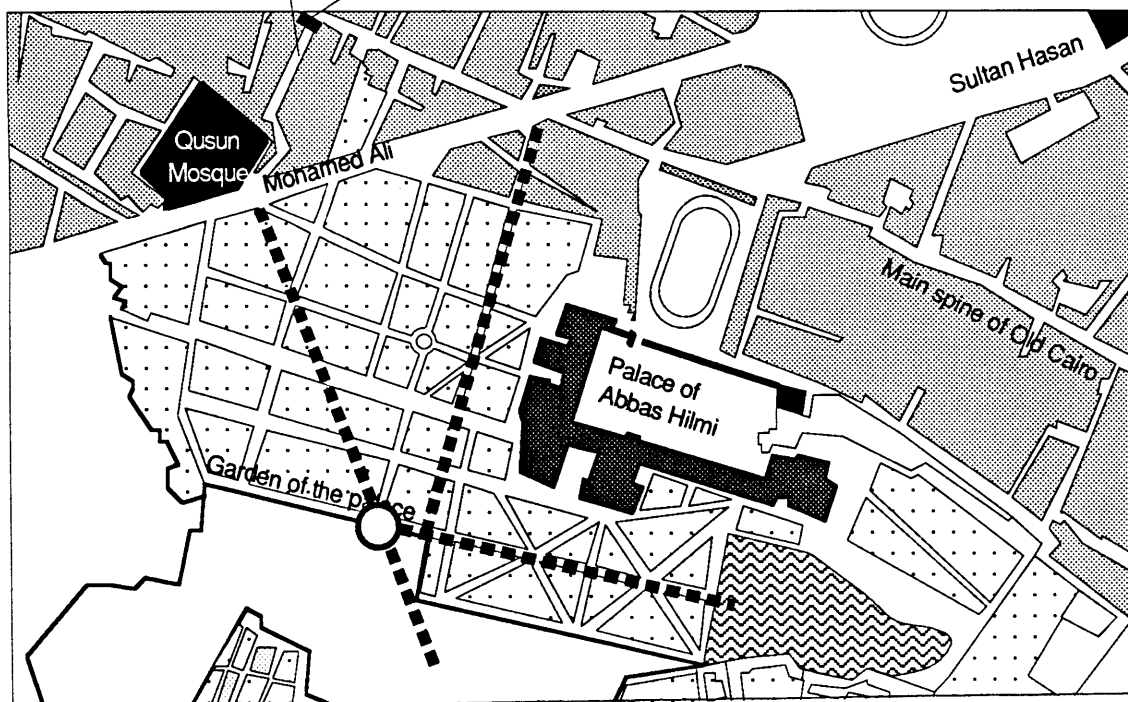 Sultan Hasan
Qusun
Mosque
Mohamed Ali
Main spine of Old Cairo
Palace of
Abbas Hilmi
Garden of the palace